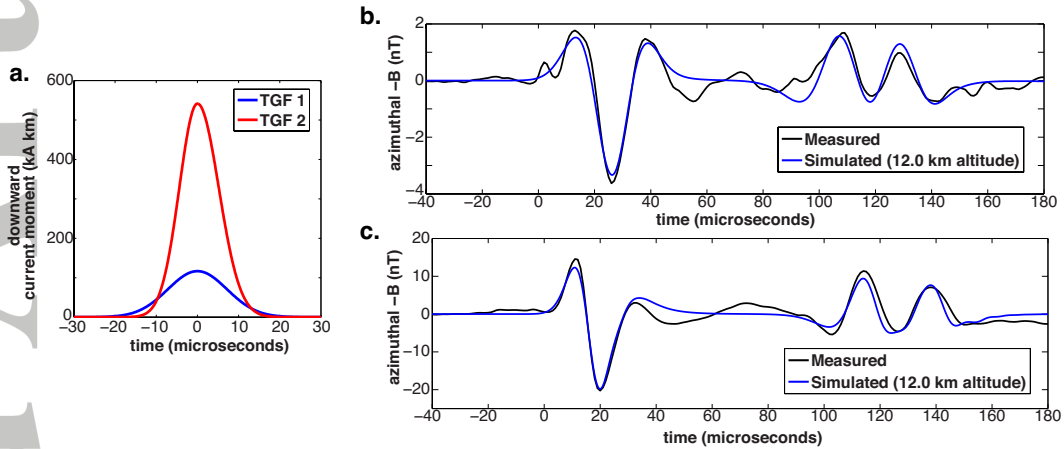 a.
600
400
200
0
−30
−20
−10
0
10
20
30
downward
current moment (kA km)
time (microseconds)
TGF 1
TGF 2
b.
2
0
−2
−4
−40
−20
0
20
40
60
80
100
120
140
160
180
azimuthal −B (nT)
time (microseconds)
Measured
Simulated (12.0 km altitude)
c.
20
10
0
−10
−20
−40
−20
0
20
40
60
80
100
120
140
160
180
azimuthal −B (nT)
time (microseconds)
Measured
Simulated (12.0 km altitude)